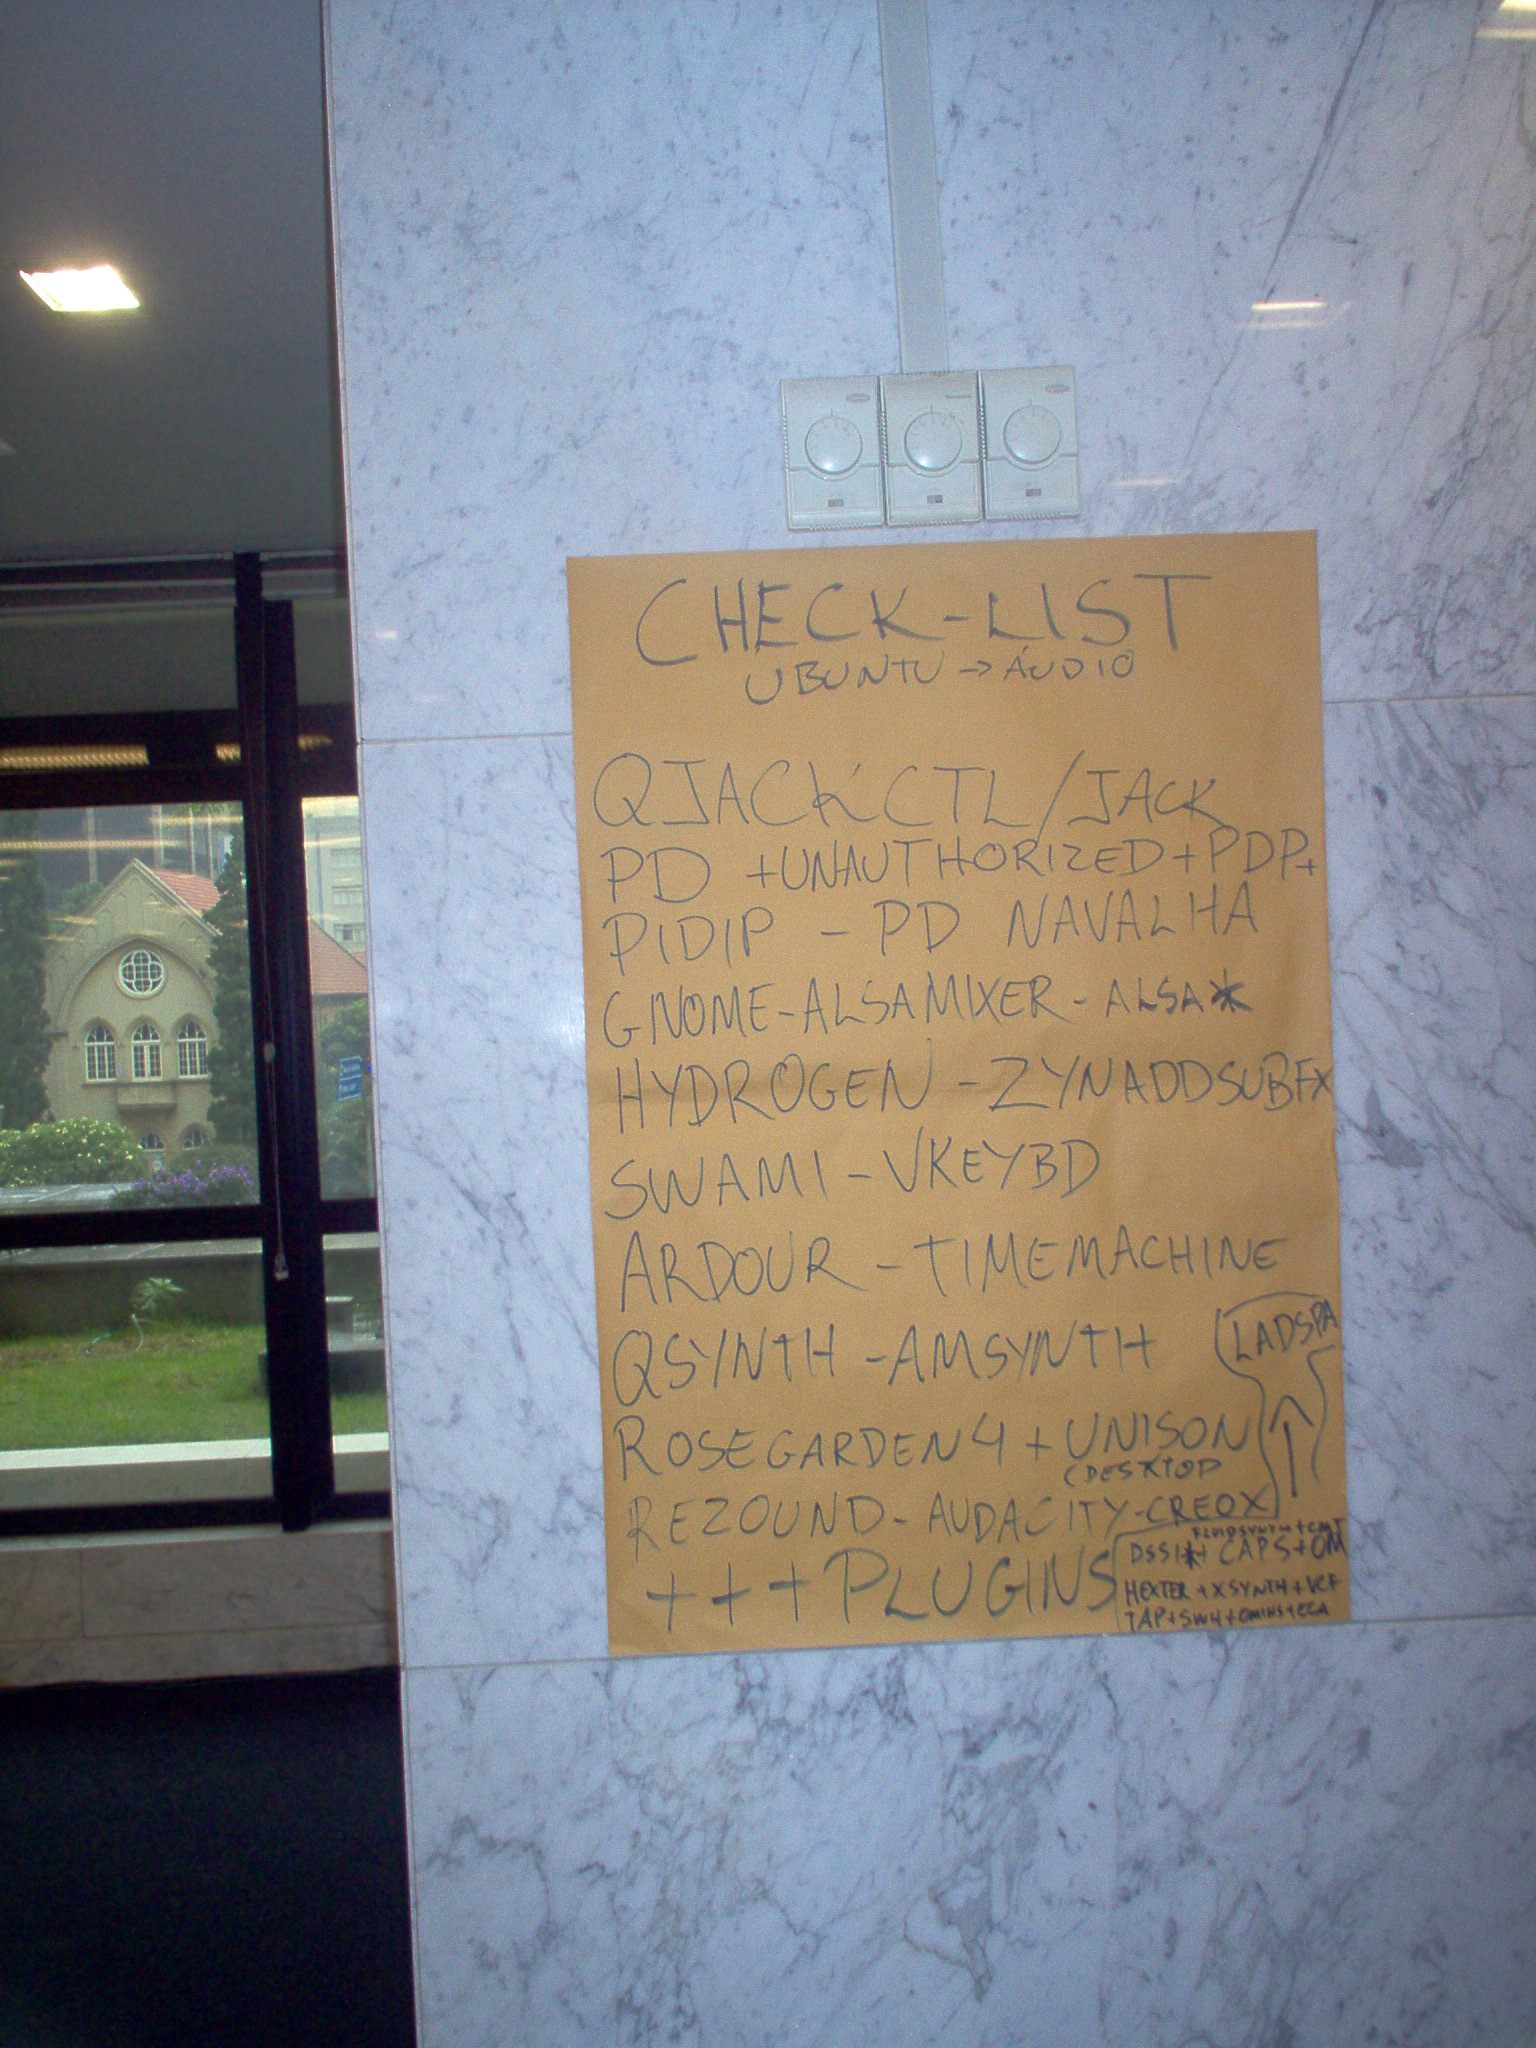 CHECK-LIST
UBUNTU → ÁUDIO
QJACKCTL/JACK
PD +UNAUTHORIZED+PDP+
PIDIP - PD NAVALHA
GNOME-ALSAMIXER - ALSA*
HYDROGEN - ZYNADDSUBFX
SWAMI - VKEYBD
ARDOUR - TIMEMACHINE
QSYNTH - AMSYNTH
LADSPA
ROSEGARDEN4 + UNISON
(DESKTOP
REZOUND - AUDACITY - CREOX
+++PLUGINS
FLUIDSYNTH+CMT
DSSI*+ CAPS+OM
HEXTER + XSYNTH + VCF
TAP+SWH+OMINS+ECA